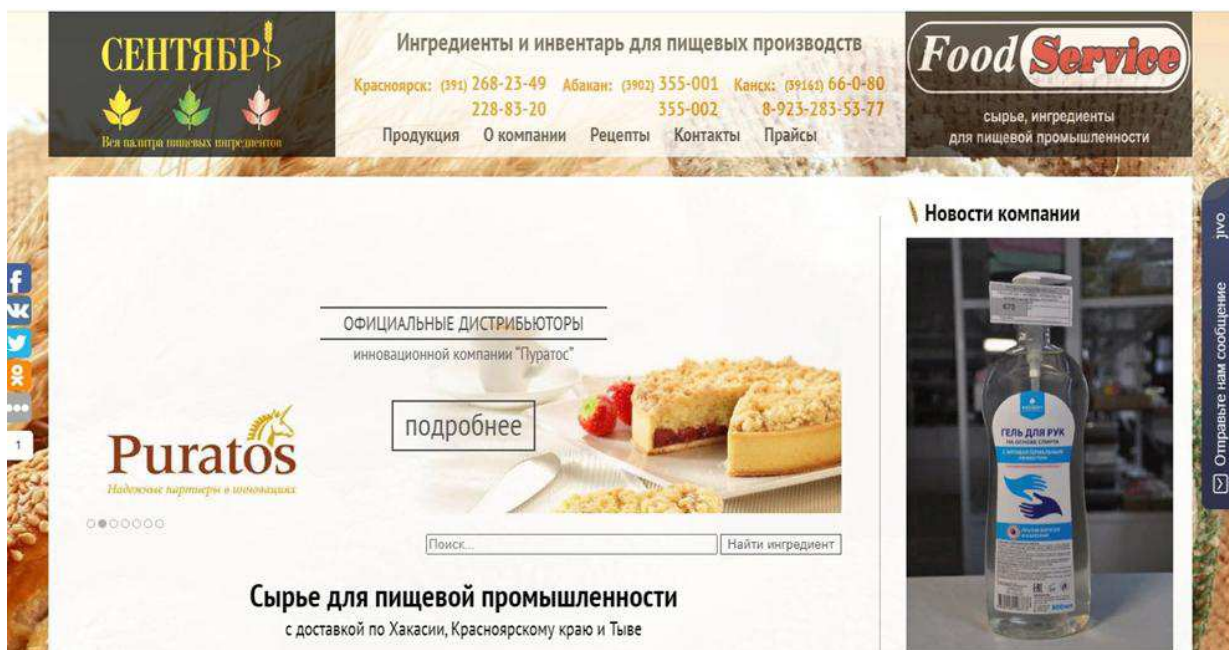 СЕНТЯБРЬ
Вся палитра пищевых ингредиентов
Ингредиенты и инвентарь для пищевых производств
Красноярск: (391) 268-23-49 Абакан: (3902) 355-001 Канск: (39161) 66-0-80
228-83-20 355-002 8-923-283-53-77
Продукция О компании Рецепты Контакты Прайсы
Food Service
сырье, ингредиенты
для пищевой промышленности
ОФИЦИАЛЬНЫЕ ДИСТРИБЬЮТОРЫ
инновационной компании "Пуратос"
подробнее
Puratos
Надежные партнеры в инновациях
Поиск...
Найти ингредиент
Сырье для пищевой промышленности
с доставкой по Хакасии, Красноярскому краю и Тыве
Новости компании
ГЕЛЬ ДЛЯ РУК
НА ОСНОВЕ СПИРТА
1
jivo
Отправьте нам сообщение